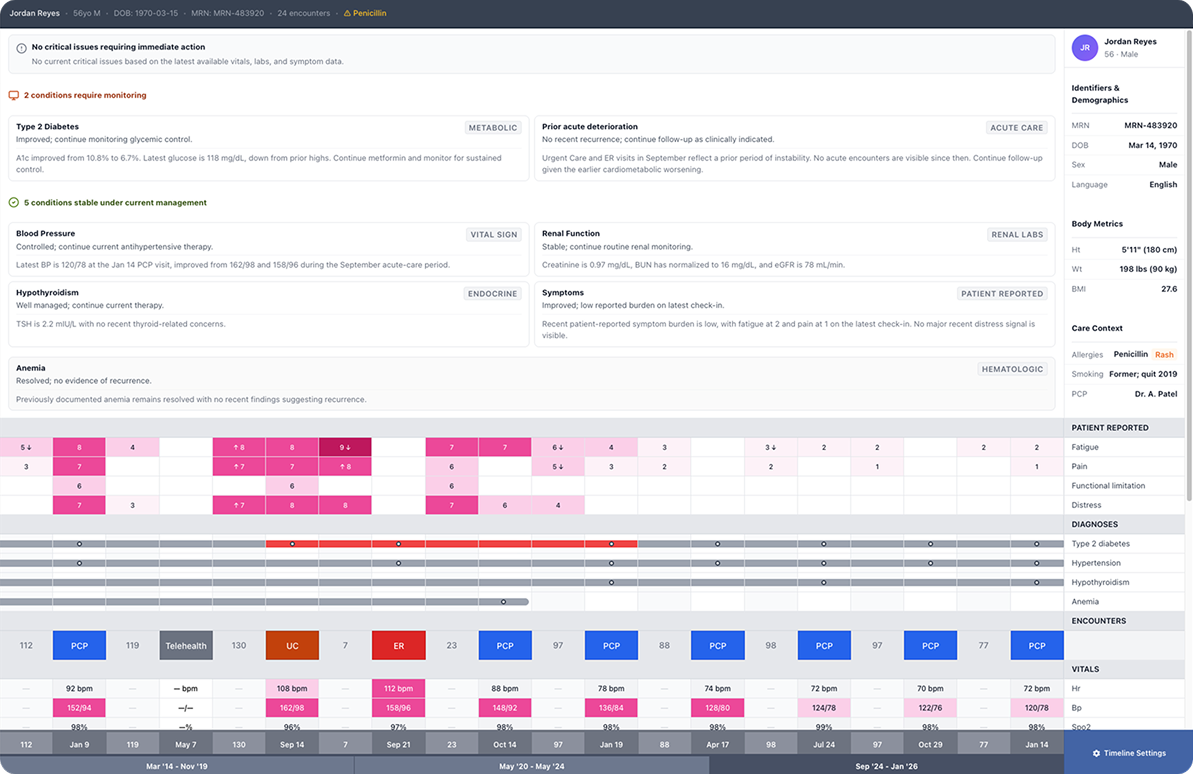 Jordan Reyes · 56yo M · DOB: 1970-03-15 · MRN: MRN-483920 · 24 encounters · Penicillin
No critical issues requiring immediate action
No current critical issues based on the latest available vitals, labs, and symptom data.
2 conditions require monitoring
Type 2 Diabetes METABOLIC
Improved; continue monitoring glycemic control.
A1c improved from 10.8% to 6.7%. Latest glucose is 118 mg/dL, down from prior highs. Continue metformin and monitor for sustained
control.
Prior acute deterioration ACUTE CARE
No recent recurrence; continue follow-up as clinically indicated.
Urgent Care and ER visits in September reflect a prior period of instability. No acute encounters are visible since then. Continue follow-up
given the earlier cardiometabolic worsening.
5 conditions stable under current management
Blood Pressure VITAL SIGN
Controlled; continue current antihypertensive therapy.
Latest BP is 120/78 at the Jan 14 PCP visit, improved from 162/98 and 158/96 during the September acute-care period.
Renal Function RENAL LABS
Stable; continue routine renal monitoring.
Creatinine is 0.97 mg/dL, BUN has normalized to 16 mg/dL, and eGFR is 78 mL/min.
Hypothyroidism ENDOCRINE
Well managed; continue current therapy.
TSH is 2.2 mIU/L with no recent thyroid-related concerns.
Symptoms PATIENT REPORTED
Improved; low reported burden on latest check-in.
Recent patient-reported symptom burden is low, with fatigue at 2 and pain at 1 on the latest check-in. No major recent distress signal is
visible.
Anemia HEMATOLOGIC
Resolved; no evidence of recurrence.
Previously documented anemia remains resolved with no recent findings suggesting recurrence.
JR
Jordan Reyes
56 · Male
Identifiers &
Demographics
MRN MRN-483920
DOB Mar 14, 1970
Sex Male
Language English
Body Metrics
Ht 5'11" (180 cm)
Wt 198 lbs (90 kg)
BMI 27.6
Care Context
Allergies Penicillin Rash
Smoking Former; quit 2019
PCP Dr. A. Patel
PATIENT REPORTED
5 ↓ 8 4 ↑ 8 8 9 ↓ 7 7 6 ↓ 4 3 3 ↓ 2 2 2 2 Fatigue
3 7 ↑ 7 7 ↑ 8 6 5 ↓ 3 2 2 1 1 Pain
6 6 6 Functional limitation
7 3 ↑ 7 8 8 7 6 4 Distress
DIAGNOSES
Type 2 diabetes
Hypertension
Hypothyroidism
Anemia
ENCOUNTERS
112 PCP 119 Telehealth 130 UC 7 ER 23 PCP 97 PCP 88 PCP 98 PCP 97 PCP 77 PCP
VITALS
— 92 bpm — — bpm — 108 bpm — 112 bpm — 88 bpm — 78 bpm — 74 bpm — 72 bpm — 70 bpm — 72 bpm Hr
— 152/94 — —/— — 162/98 — 158/96 — 148/92 — 136/84 — 128/80 — 124/78 — 122/76 — 120/78 Bp
— 98% — —% — 96% — 97% — 98% — 98% — 98% — 99% — 98% — 98% Spo2
112 Jan 9 119 May 7 130 Sep 14 7 Sep 21 23 Oct 14 97 Jan 19 88 Apr 17 98 Jul 24 97 Oct 29 77 Jan 14
Mar '14 - Nov '19 May '20 - May '24 Sep '24 - Jan '26
Timeline Settings